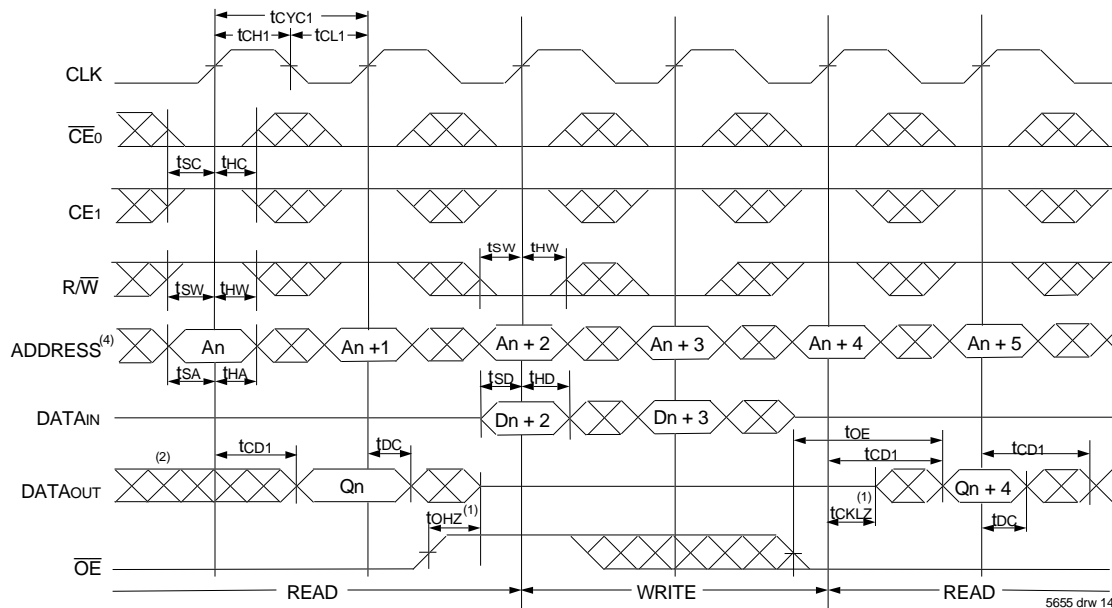 tCYC1
tCH1 tCL1
CLK
CE0
tSC tHC
CE1
tSW tHW
R/W
tSW tHW
ADDRESS(4) An An +1 An + 2 An + 3 An + 4 An + 5
tSA tHA tSD tHD
DATAIN Dn + 2 Dn + 3
tOE
tCD1 tDC tCD1 tCD1
(2)
DATAOUT Qn Qn + 4
tOHZ(1) tCKLZ(1) tDC
OE
READ WRITE READ
5655 drw 14